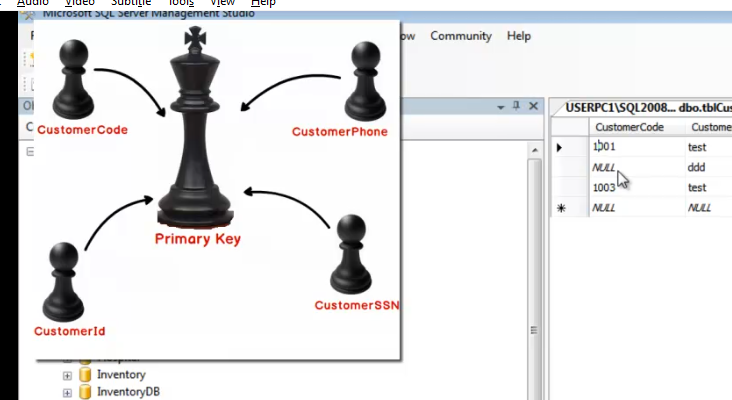 Audio Video Subtitle Tools View Help
Microsoft SQL Server Management Studio
Community Help
USERPC1\SQL2008... dbo.tblCus
CustomerCode
CustomerPhone
Primary Key
CustomerId
CustomerSSN
CustomerCode Custome
1001 test
NULL ddd
1003 test
NULL NULL
Inventory
InventoryDB